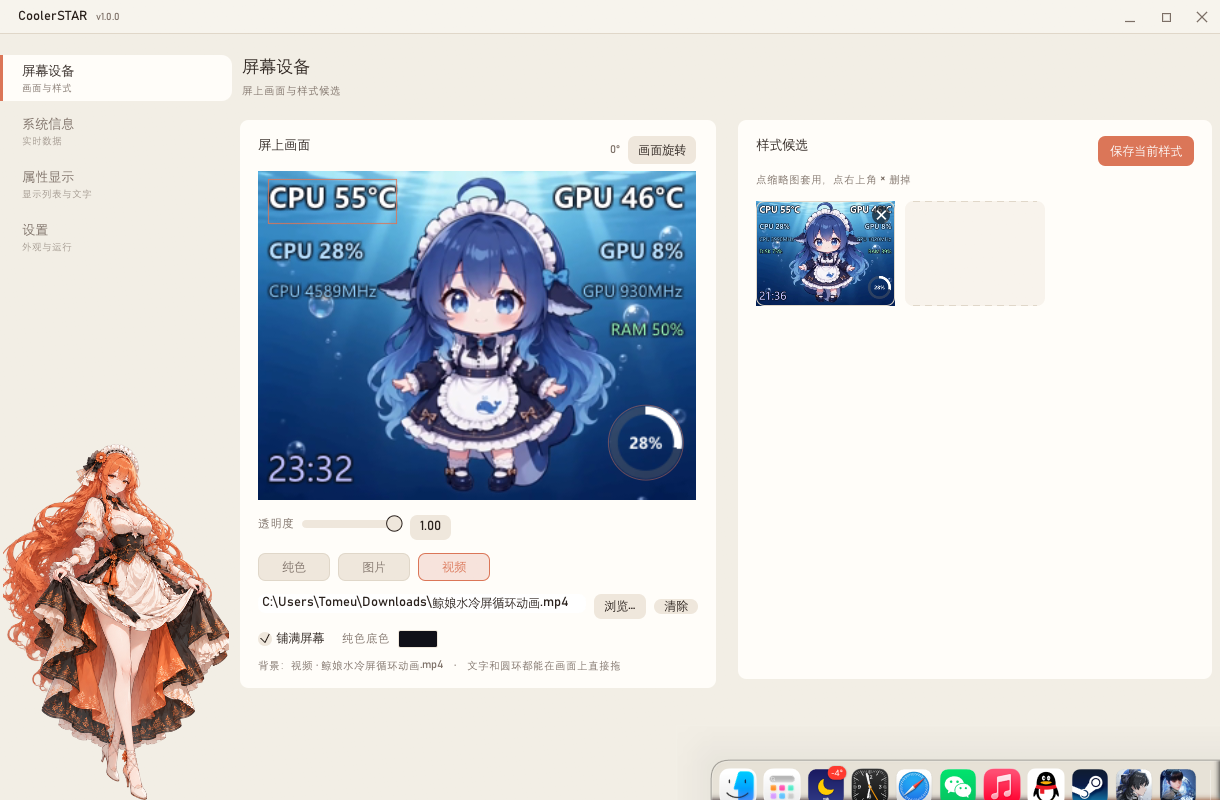 CoolerSTAR v1.0.0
屏幕设备
画面与样式
系统信息
实时数据
属性显示
显示列表与文字
设置
外观与运行
屏幕设备
屏上画面与样式候选
屏上画面
0°
画面旋转
CPU 55°C
GPU 46°C
CPU 28%
GPU 8%
CPU 4589MHz
GPU 930MHz
RAM 50%
28%
23:32
透明度
1.00
纯色
图片
视频
C:\Users\Tomeu\Downloads\鲸娘水冷屏循环动画.mp4
浏览…
清除
铺满屏幕
纯色底色
背景: 视频 · 鲸娘水冷屏循环动画.mp4 · 文字和圆环都能在画面上直接拖
样式候选
保存当前样式
点缩略图套用，点右上角 × 删掉
CPU 55°C
CPU 28%
GPU 8%
28%
21:36
-4°